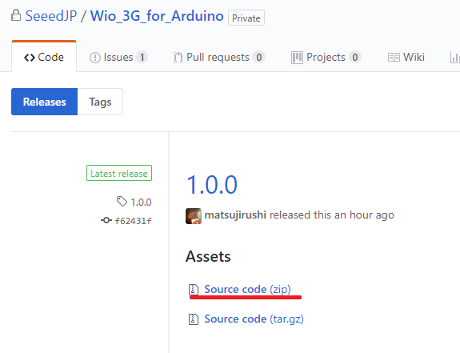 SeeedJP / Wio_3G_for_Arduino Private
Code Issues 1 Pull requests 0 Projects 0 Wiki
Releases Tags
Latest release
1.0.0
1.0.0
f62431f
matsujirushi released this an hour ago
Assets
Source code (zip)
Source code (tar.gz)